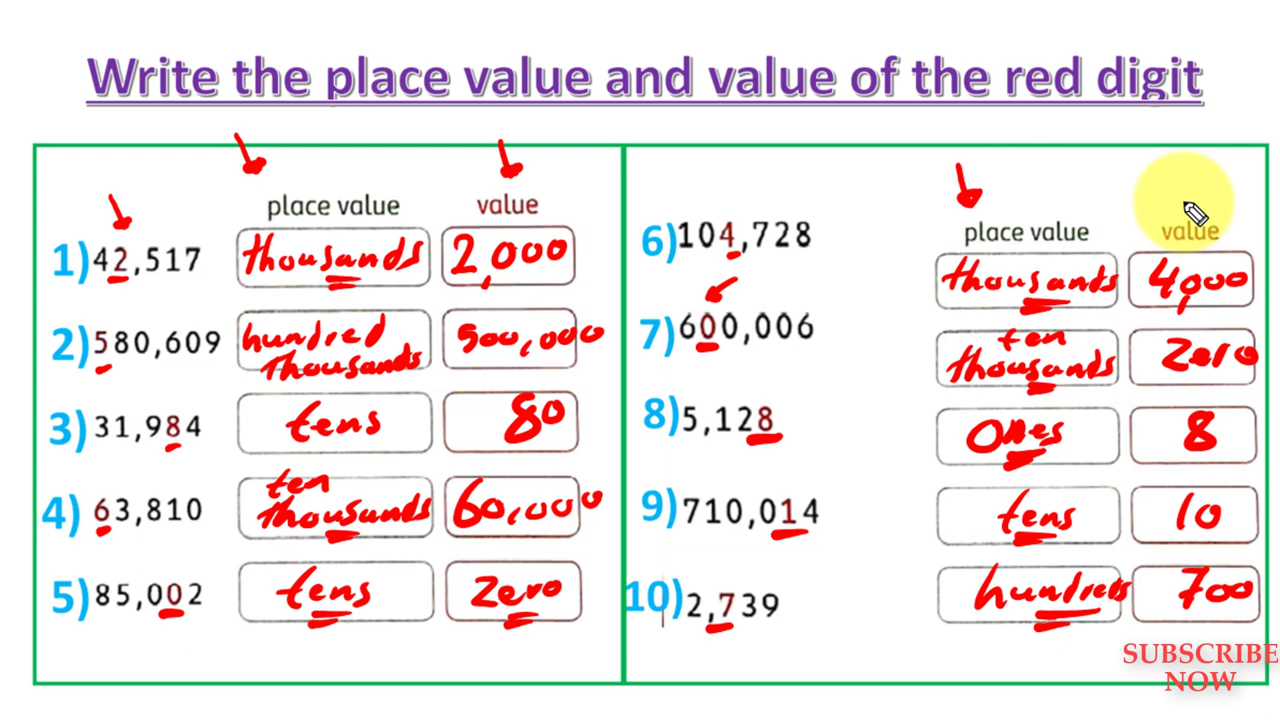 Write the place value and value of the red digit
place value value
1) 42,517 thousands 2,000
2) 580,609 hundred thousands 500,000
3) 31,984 tens 80
4) 63,810 ten thousands 60,000
5) 85,002 tens zero
place value value
6) 104,728 thousands 4,000
7) 600,006 ten thousands zero
8) 5,128 ones 8
9) 710,014 tens 10
10) 2,739 hundreds 700
SUBSCRIBE
NOW